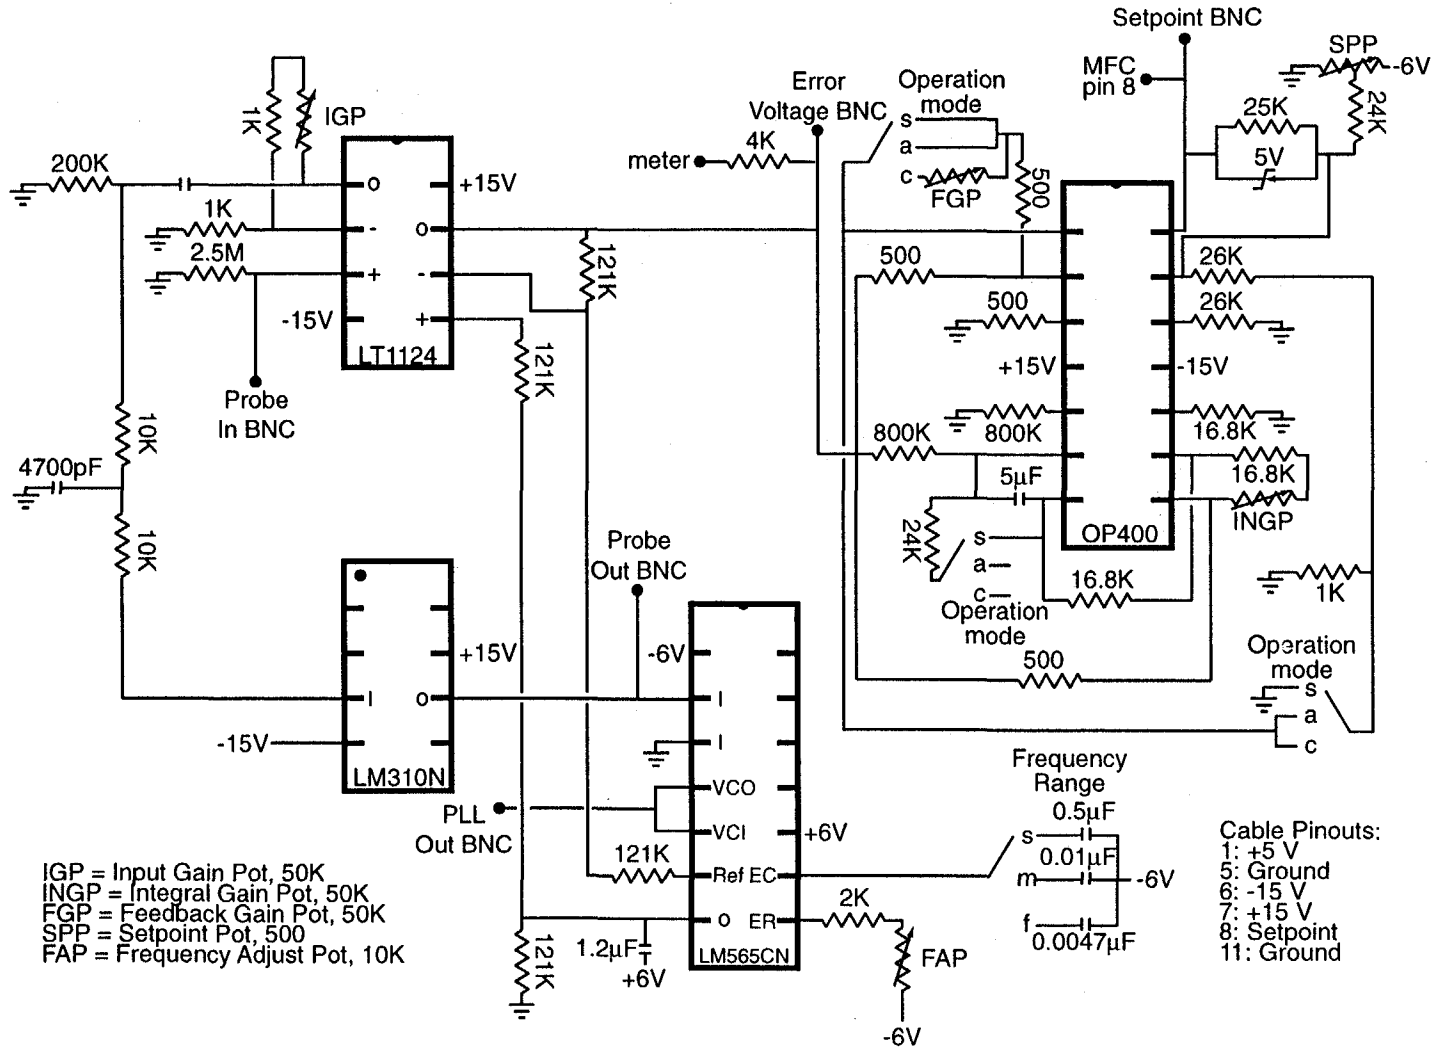 Setpoint BNC
SPP
-6V
MFC
pin 8
24K
25K
5V
Error
Voltage BNC
Operation
mode
s
a
c
4K
meter
FGP
500
1K
IGP
200K
o
+15V
1K
-
o
2.5M
+
-
-15V
+
LT1124
121K
121K
Probe
In BNC
500
26K
500
26K
+15V
-15V
800K
800K
16.8K
16.8K
5µF
INGP
OP400
24K
s
a
c
Operation
mode
16.8K
1K
500
Operation
mode
s
a
c
10K
4700pF
10K
Probe
Out BNC
+15V
I
o
-15V
LM310N
-6V
I
I
VCO
VCI
+6V
PLL
Out BNC
121K
Ref
EC
o
ER
LM565CN
1.2µF
+6V
121K
2K
FAP
-6V
Frequency
Range
0.5µF
s
0.01µF
m
-6V
f
0.0047µF
IGP = Input Gain Pot, 50K
INGP = Integral Gain Pot, 50K
FGP = Feedback Gain Pot, 50K
SPP = Setpoint Pot, 500
FAP = Frequency Adjust Pot, 10K
Cable Pinouts:
1: +5 V
5: Ground
6: -15 V
7: +15 V
8: Setpoint
11: Ground